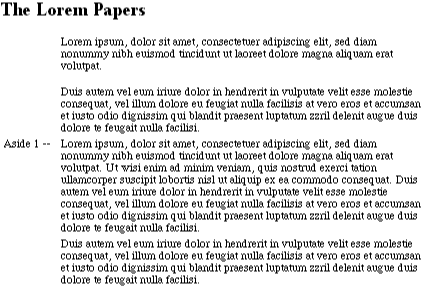 The Lorem Papers
Lorem ipsum, dolor sit amet, consectetuer adipiscing elit, sed diam
nonummy nibh euismod tincidunt ut laoreet dolore magna aliquam erat
volutpat.
Duis autem vel eum iriure dolor in hendrerit in vulputate velit esse molestie
consequat, vel illum dolore eu feugiat nulla facilisis at vero eros et accumsan
et iusto odio dignissim qui blandit praesent luptatum zzril delenit augue duis
dolore te feugait nulla facilisi.
Aside 1 -- Lorem ipsum, dolor sit amet, consectetuer adipiscing elit, sed diam
nonummy nibh euismod tincidunt ut laoreet dolore magna aliquam erat
volutpat. Ut wisi enim ad minim veniam, quis nostrud exerci tation
ullamcorper suscipit lobortis nisl ut aliquip ex ea commodo consequat. Duis
autem vel eum iriure dolor in hendrerit in vulputate velit esse molestie
consequat, vel illum dolore eu feugiat nulla facilisis at vero eros et accumsan
et iusto odio dignissim qui blandit praesent luptatum zzril delenit augue duis
dolore te feugait nulla facilisi.
Duis autem vel eum iriure dolor in hendrerit in vulputate velit esse molestie
consequat, vel illum dolore eu feugiat nulla facilisis at vero eros et accumsan
et iusto odio dignissim qui blandit praesent luptatum zzril delenit augue duis
dolore te feugait nulla facilisi.